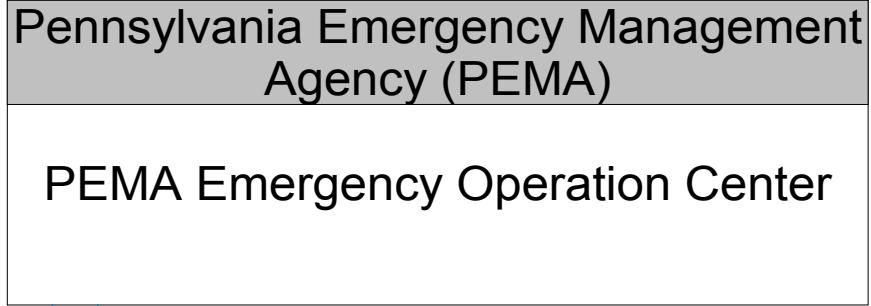 Pennsylvania Emergency Management
Agency (PEMA)
PEMA Emergency Operation Center